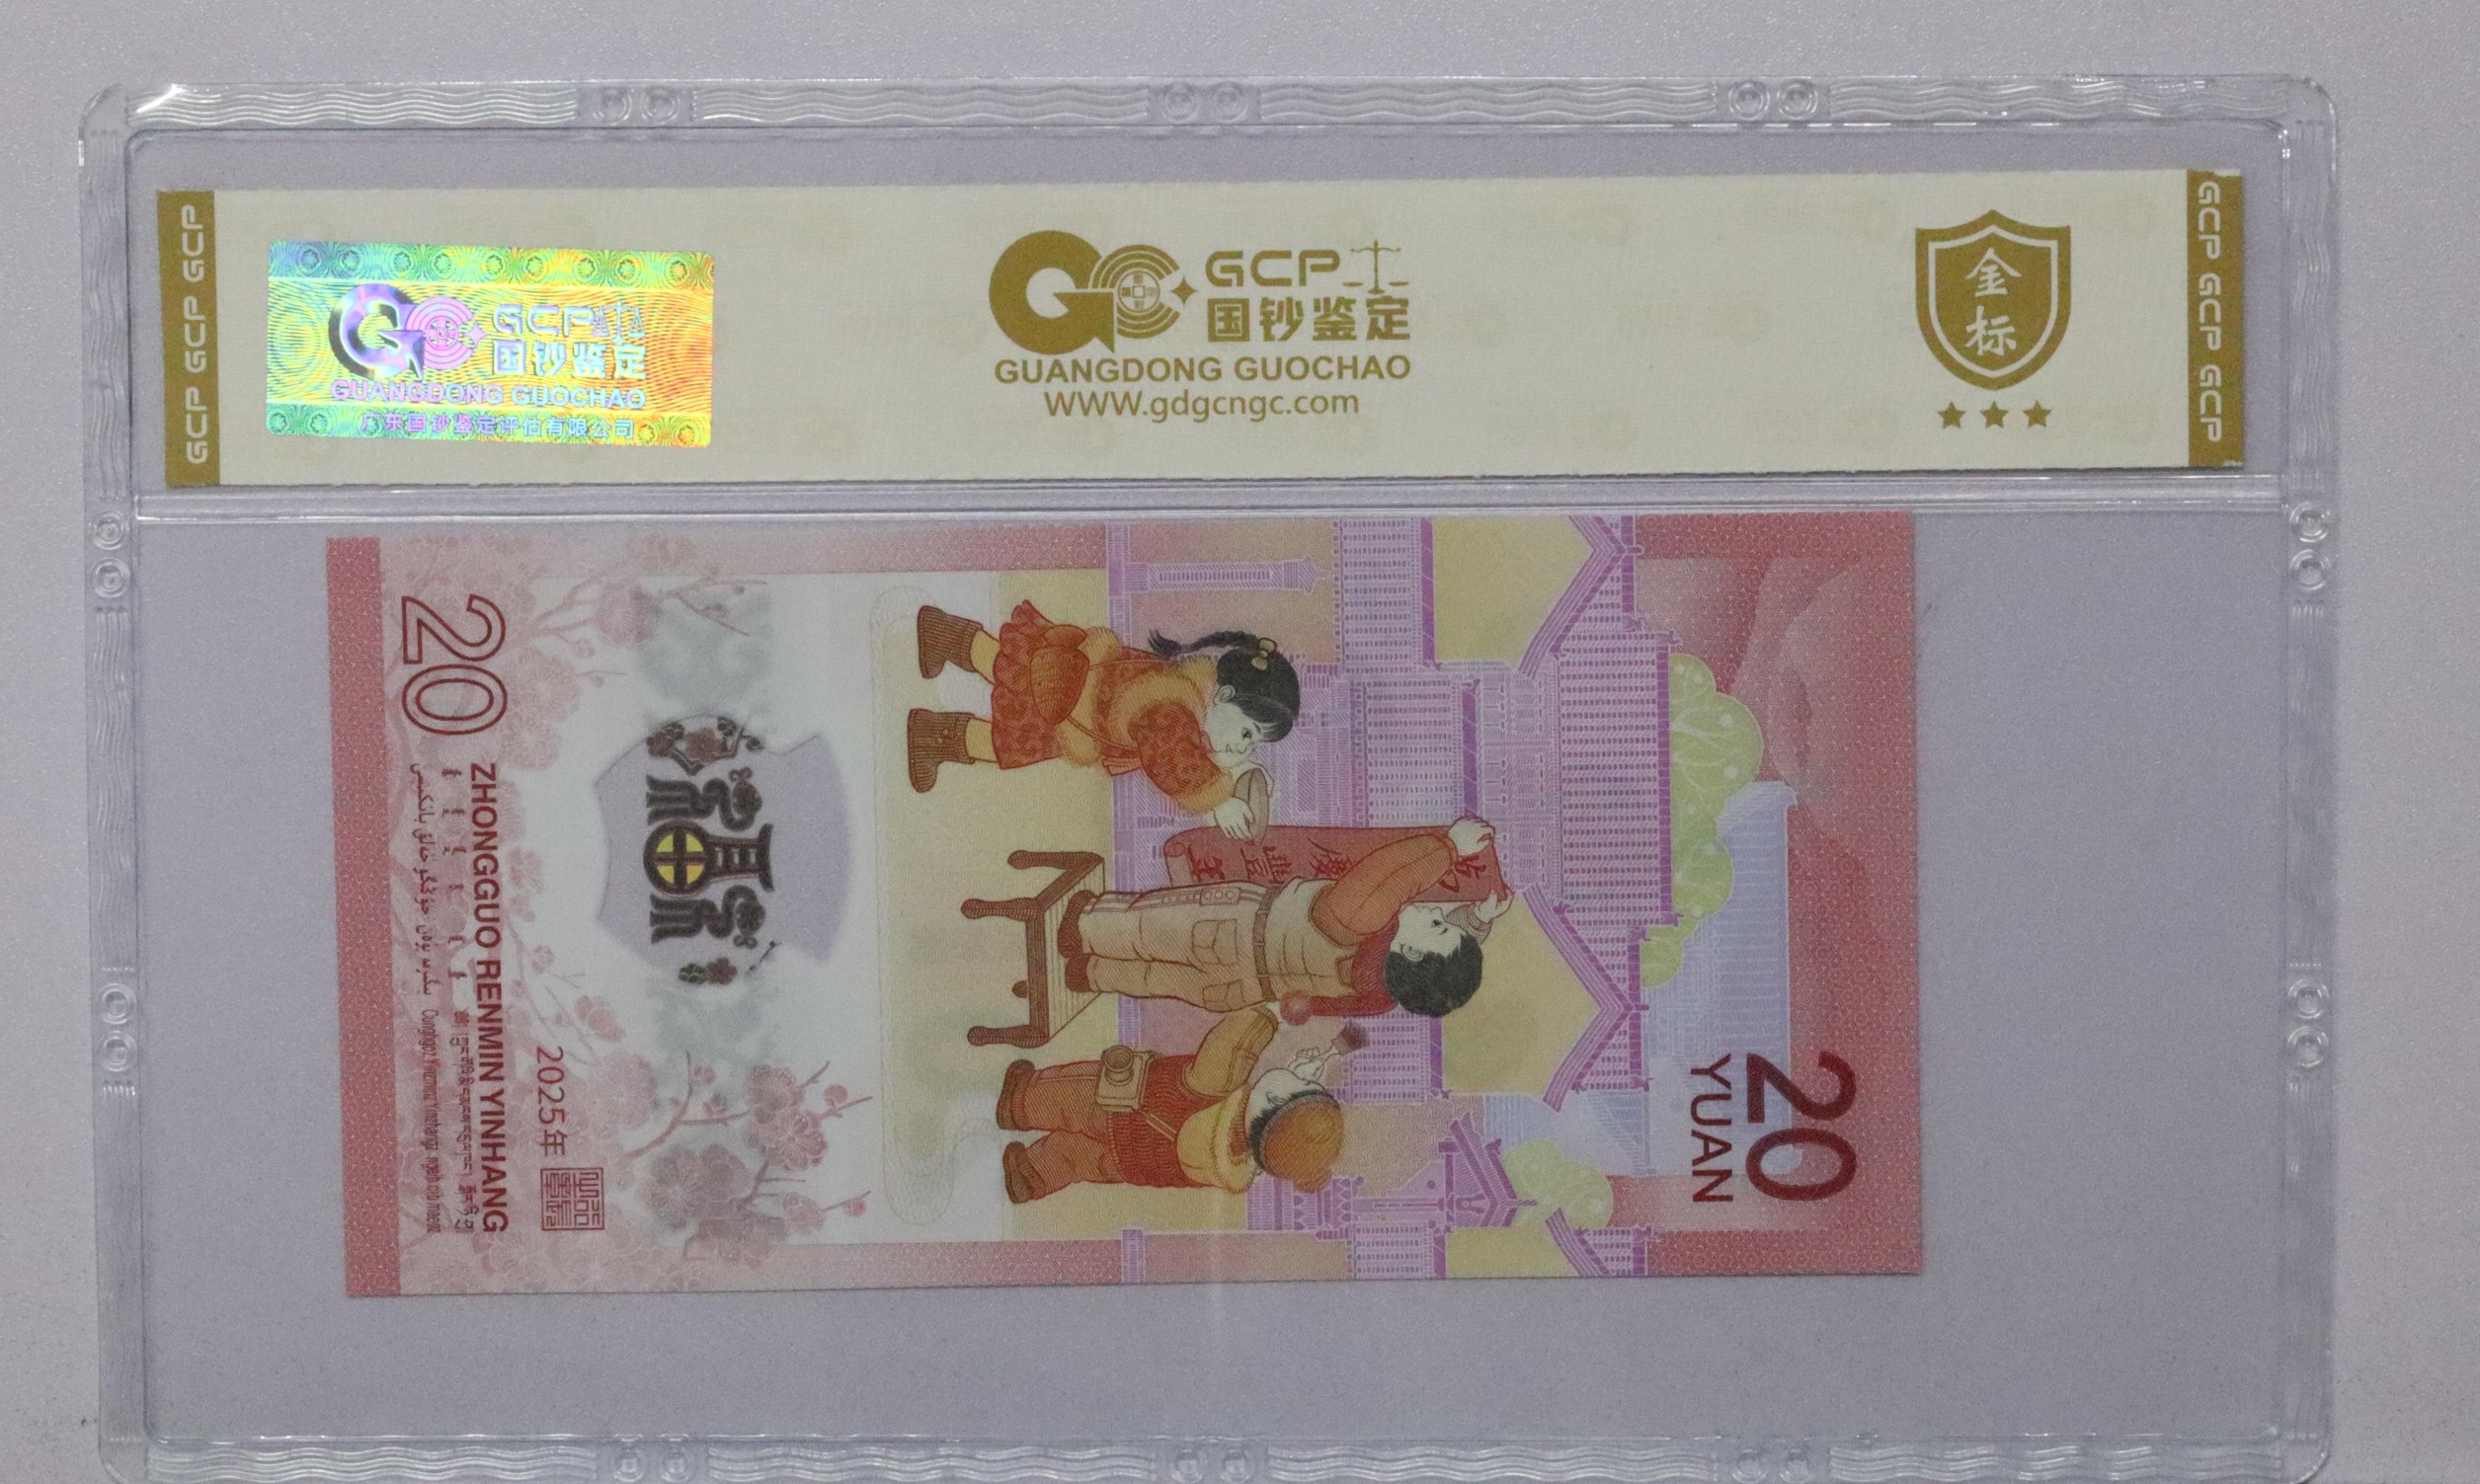 GCP GCP GCP
GCP
国钞鉴定
GUANGDONG GUOCHAO
广东国钞鉴定评估有限公司
GCP
国钞鉴定
GUANGDONG GUOCHAO
WWW.gdgcngc.com
金
标
GCP GCP GCP
20
YUAN
2025年
20
ZHONGGUO RENMIN YINHANG